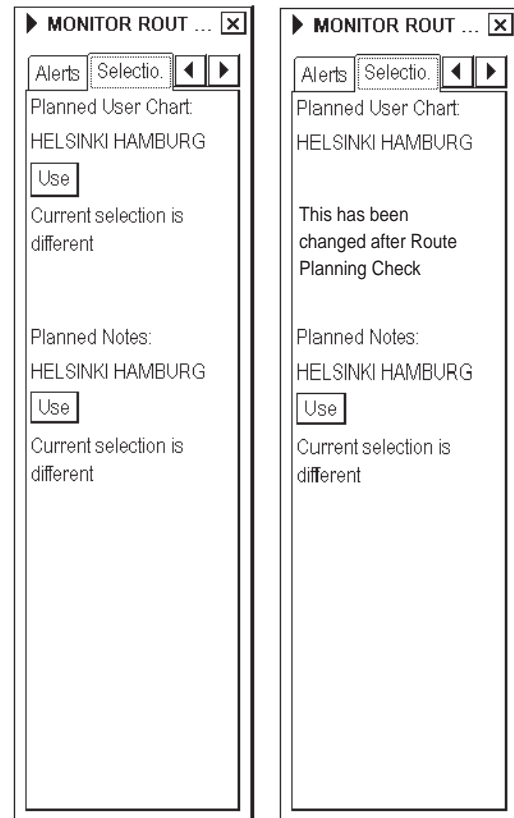 MONITOR ROUT ...
Alerts Selectio.
Planned User Chart:
HELSINKI HAMBURG
Use
Current selection is
different
Planned Notes:
HELSINKI HAMBURG
Use
Current selection is
different
MONITOR ROUT ...
Alerts Selectio.
Planned User Chart:
HELSINKI HAMBURG
This has been
changed after Route
Planning Check
Planned Notes:
HELSINKI HAMBURG
Use
Current selection is
different